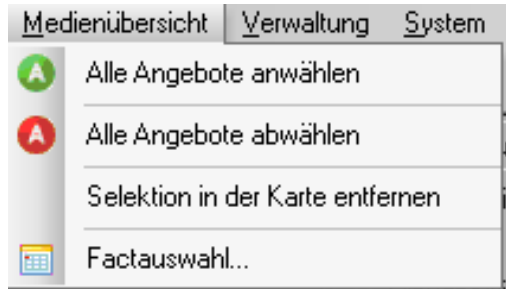 Medienübersicht Verwaltung System
A Alle Angebote anwählen
A Alle Angebote abwählen
Selektion in der Karte entfernen
Factauswahl...